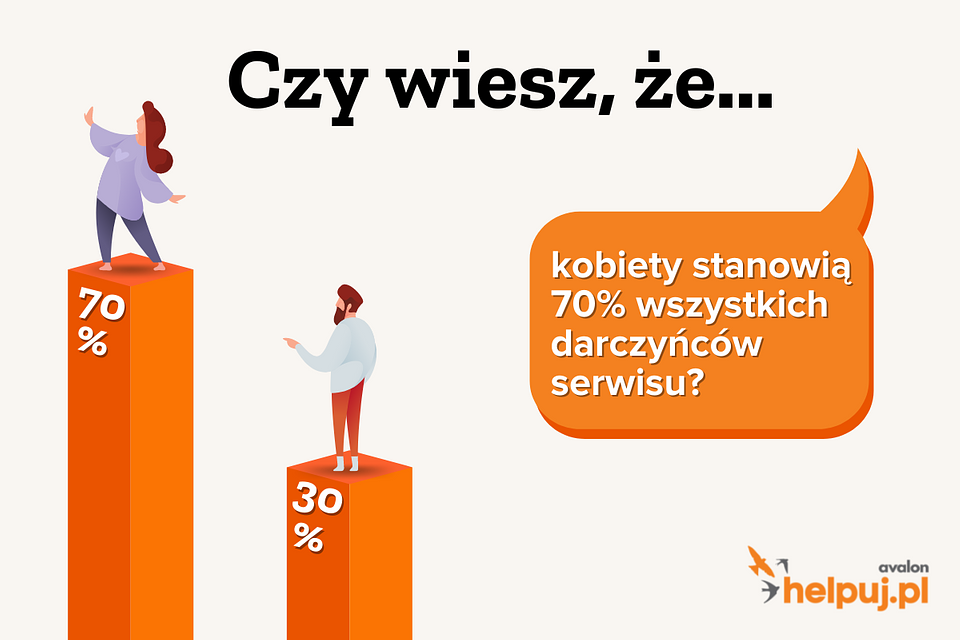 Czy wiesz, że...
70
%
30
%
kobiety stanowią
70% wszystkich
darczyńców
serwisu?
avalon
helpuj.pl